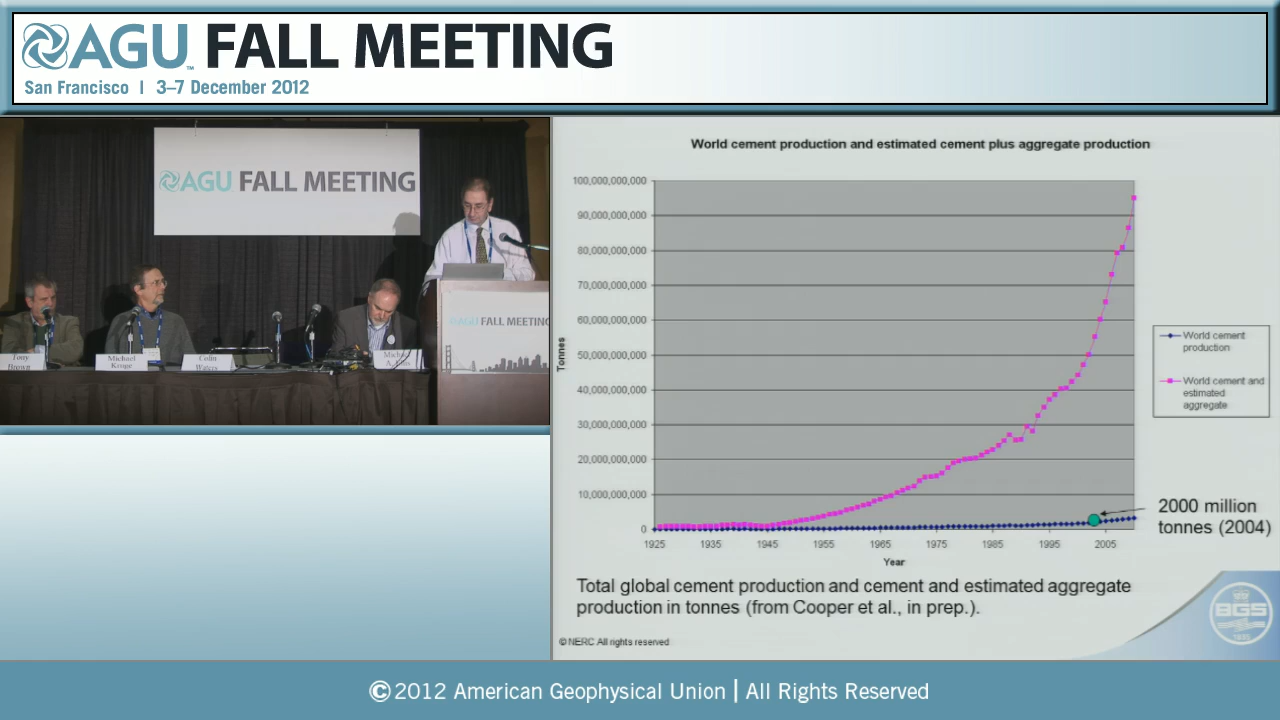 AGU FALL MEETING
San Francisco | 3–7 December 2012
AGU FALL MEETING
AGU FALL MEETING
Tony
Brown
Michael
Kruge
Colin
Waters
World cement production and estimated cement plus aggregate production
100,000,000,000
90,000,000,000
80,000,000,000
70,000,000,000
60,000,000,000
50,000,000,000
40,000,000,000
30,000,000,000
20,000,000,000
10,000,000,000
0
Tonnes
1925 1935 1945 1955 1965 1975 1985 1995 2005
Year
World cement
production
World cement and
estimated
aggregate
2000 million
tonnes (2004)
Total global cement production and cement and estimated aggregate
production in tonnes (from Cooper et al., in prep.).
© NERC All rights reserved
BGS
© 2012 American Geophysical Union | All Rights Reserved